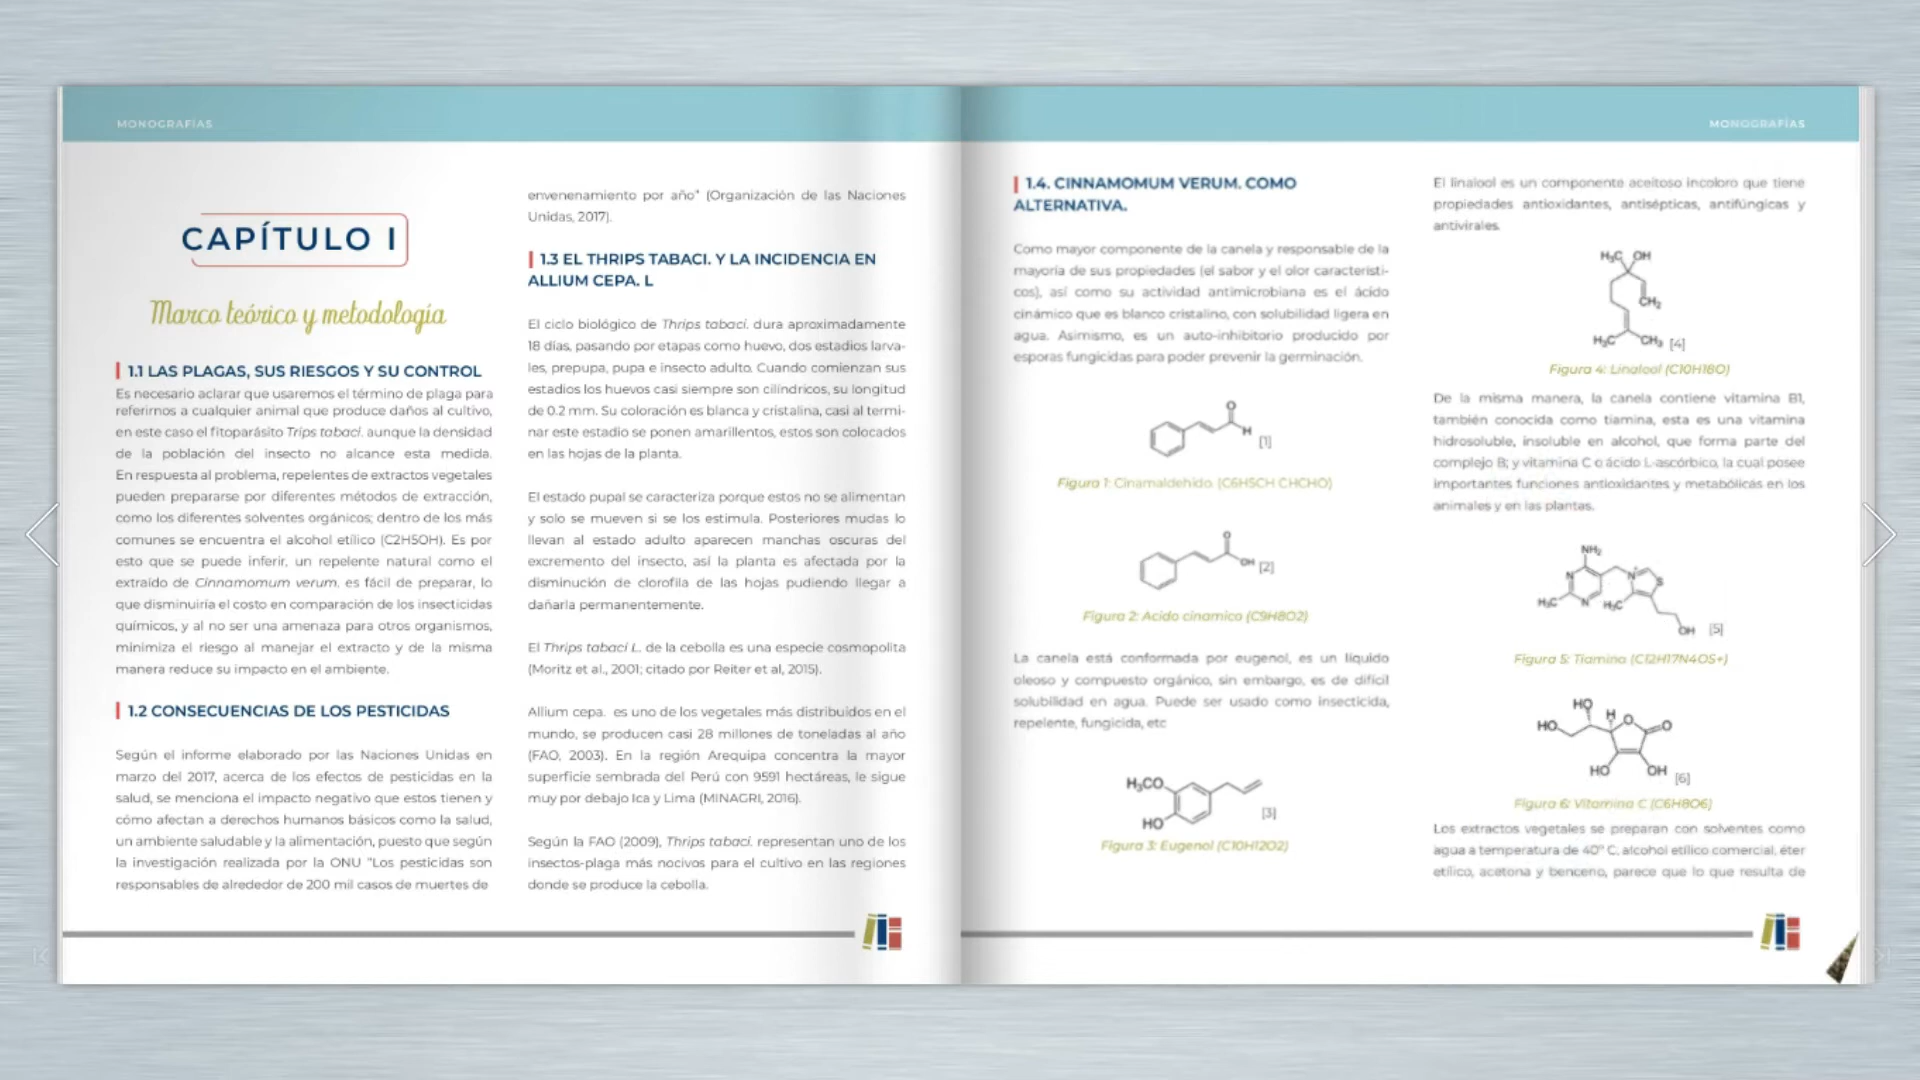 MONOGRAFÍAS
CAPÍTULO I
Marco teórico y metodología
1.1 LAS PLAGAS, SUS RIESGOS Y SU CONTROL
Es necesario aclarar que usaremos el término de plaga para
referirnos a cualquier animal que produce daños al cultivo,
en este caso el fitoparásito Trips tabaci. aunque la densidad
de la población del insecto no alcance esta medida.
En respuesta al problema, repelentes de extractos vegetales
pueden prepararse por diferentes métodos de extracción,
como los diferentes solventes orgánicos; dentro de los más
comunes se encuentra el alcohol etílico (C2H5OH). Es por
esto que se puede inferir, un repelente natural como el
extraído de Cinnamomum verum. es fácil de preparar, lo
que disminuiría el costo en comparación de los insecticidas
químicos, y al no ser una amenaza para otros organismos,
minimiza el riesgo al manejar el extracto y de la misma
manera reduce su impacto en el ambiente.
1.2 CONSECUENCIAS DE LOS PESTICIDAS
Según el informe elaborado por las Naciones Unidas en
marzo del 2017, acerca de los efectos de pesticidas en la
salud, se menciona el impacto negativo que estos tienen y
cómo afectan a derechos humanos básicos como la salud,
un ambiente saludable y la alimentación, puesto que según
la investigación realizada por la ONU "Los pesticidas son
responsables de alrededor de 200 mil casos de muertes de
envenenamiento por año" (Organización de las Naciones
Unidas, 2017).
1.3 EL THRIPS TABACI. Y LA INCIDENCIA EN
ALLIUM CEPA. L
El ciclo biológico de Thrips tabaci. dura aproximadamente
18 días, pasando por etapas como huevo, dos estadios larva-
les, prepupa, pupa e insecto adulto. Cuando comienzan sus
estadios los huevos casi siempre son cilíndricos, su longitud
de 0.2 mm. Su coloración es blanca y cristalina, casi al termi-
nar este estadio se ponen amarillentos, estos son colocados
en las hojas de la planta.
El estado pupal se caracteriza porque estos no se alimentan
y solo se mueven si se los estimula. Posteriores mudas lo
llevan al estado adulto aparecen manchas oscuras del
excremento del insecto, así la planta es afectada por la
disminución de clorofila de las hojas pudiendo llegar a
dañarla permanentemente.
El Thrips tabaci L. de la cebolla es una especie cosmopolita
(Moritz et al., 2001; citado por Reiter et al, 2015).
Allium cepa. es uno de los vegetales más distribuidos en el
mundo, se producen casi 28 millones de toneladas al año
(FAO, 2003). En la región Arequipa concentra la mayor
superficie sembrada del Perú con 9591 hectáreas, le sigue
muy por debajo Ica y Lima (MINAGRI, 2016).
Según la FAO (2009), Thrips tabaci. representan uno de los
insectos-plaga más nocivos para el cultivo en las regiones
donde se produce la cebolla.
MONOGRAFÍAS
1.4. CINNAMOMUM VERUM. COMO
ALTERNATIVA.
Como mayor componente de la canela y responsable de la
mayoría de sus propiedades (el sabor y el olor característi-
cos), así como su actividad antimicrobiana es el ácido
cinámico que es blanco cristalino, con solubilidad ligera en
agua. Asimismo, es un auto-inhibitorio producido por
esporas fungicidas para poder prevenir la germinación.
O
H
[1]
Figura 1: Cinamaldehido. (C6H5CH CHCHO)
O
OH [2]
Figura 2: Acido cinamico (C9H8O2)
La canela está conformada por eugenol, es un líquido
oleoso y compuesto orgánico, sin embargo, es de difícil
solubilidad en agua. Puede ser usado como insecticida,
repelente, fungicida, etc
H₃CO
HO
[3]
Figura 3: Eugenol (C10H12O2)
El linalool es un componente aceitoso incoloro que tiene
propiedades antioxidantes, antisépticas, antifúngicas y
antivirales.
H₃C OH
CH₂
H₃C CH₃ [4]
Figura 4: Linalool (C10H18O)
De la misma manera, la canela contiene vitamina B1,
también conocida como tiamina, esta es una vitamina
hidrosoluble, insoluble en alcohol, que forma parte del
complejo B; y vitamina C o ácido L-ascórbico, la cual posee
importantes funciones antioxidantes y metabólicas en los
animales y en las plantas.
NH₂
N N⁺ S
H₃C N H₃C
OH [5]
Figura 5: Tiamina (C12H17N4OS+)
HO
HO H O O
HO OH [6]
Figura 6: Vitamina C (C6H8O6)
Los extractos vegetales se preparan con solventes como
agua a temperatura de 40° C, alcohol etílico comercial, éter
etílico, acetona y benceno, parece que lo que resulta de